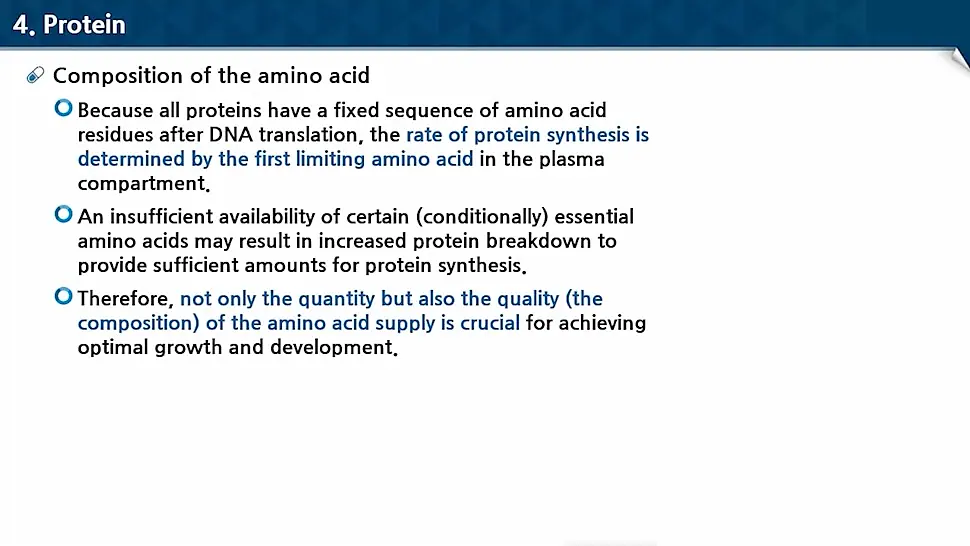 4. Protein
Composition of the amino acid
Because all proteins have a fixed sequence of amino acid
residues after DNA translation, the rate of protein synthesis is
determined by the first limiting amino acid in the plasma
compartment.
An insufficient availability of certain (conditionally) essential
amino acids may result in increased protein breakdown to
provide sufficient amounts for protein synthesis.
Therefore, not only the quantity but also the quality (the
composition) of the amino acid supply is crucial for achieving
optimal growth and development.